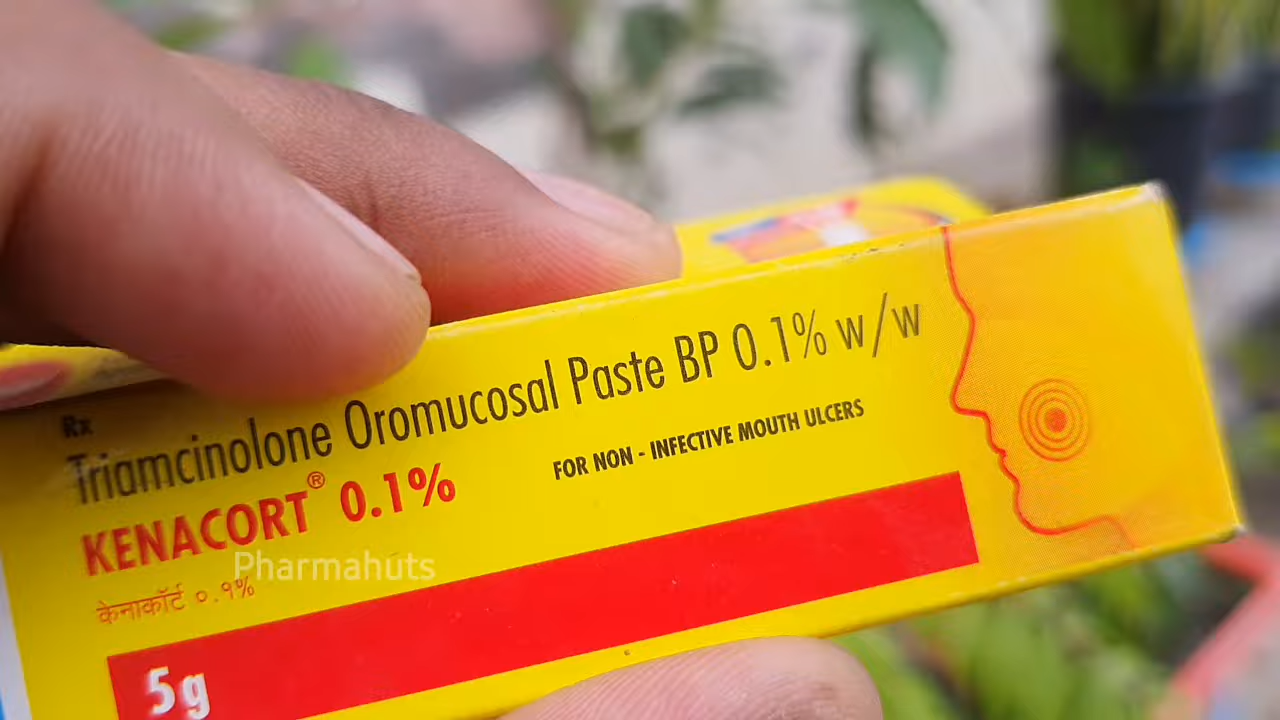 Rx
Triamcinolone Oromucosal Paste BP 0.1% w/w
KENACORT® 0.1%
FOR NON - INFECTIVE MOUTH ULCERS
Pharmahuts
केनाकॉर्ट ०.१%
5g